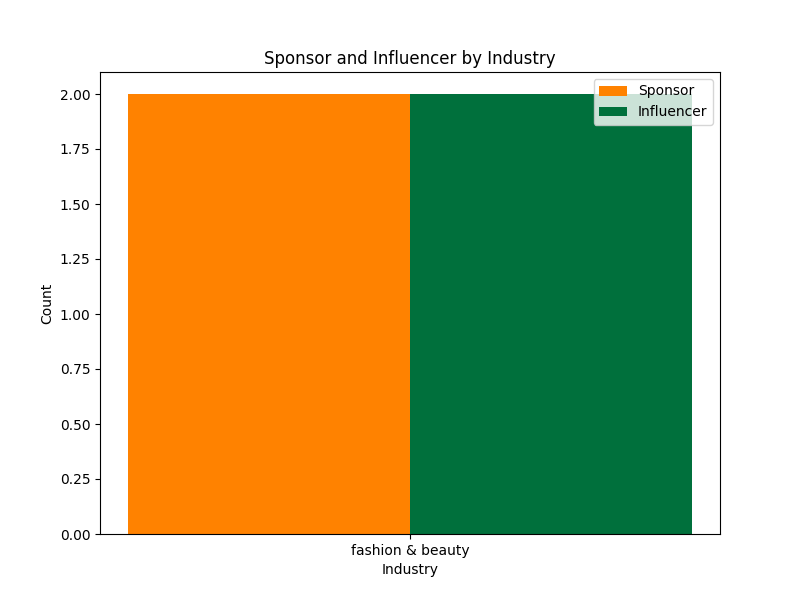 Sponsor and Influencer by Industry
Sponsor
Influencer
2.00
1.75
1.50
1.25
1.00
0.75
0.50
0.25
0.00
Count
fashion & beauty
Industry